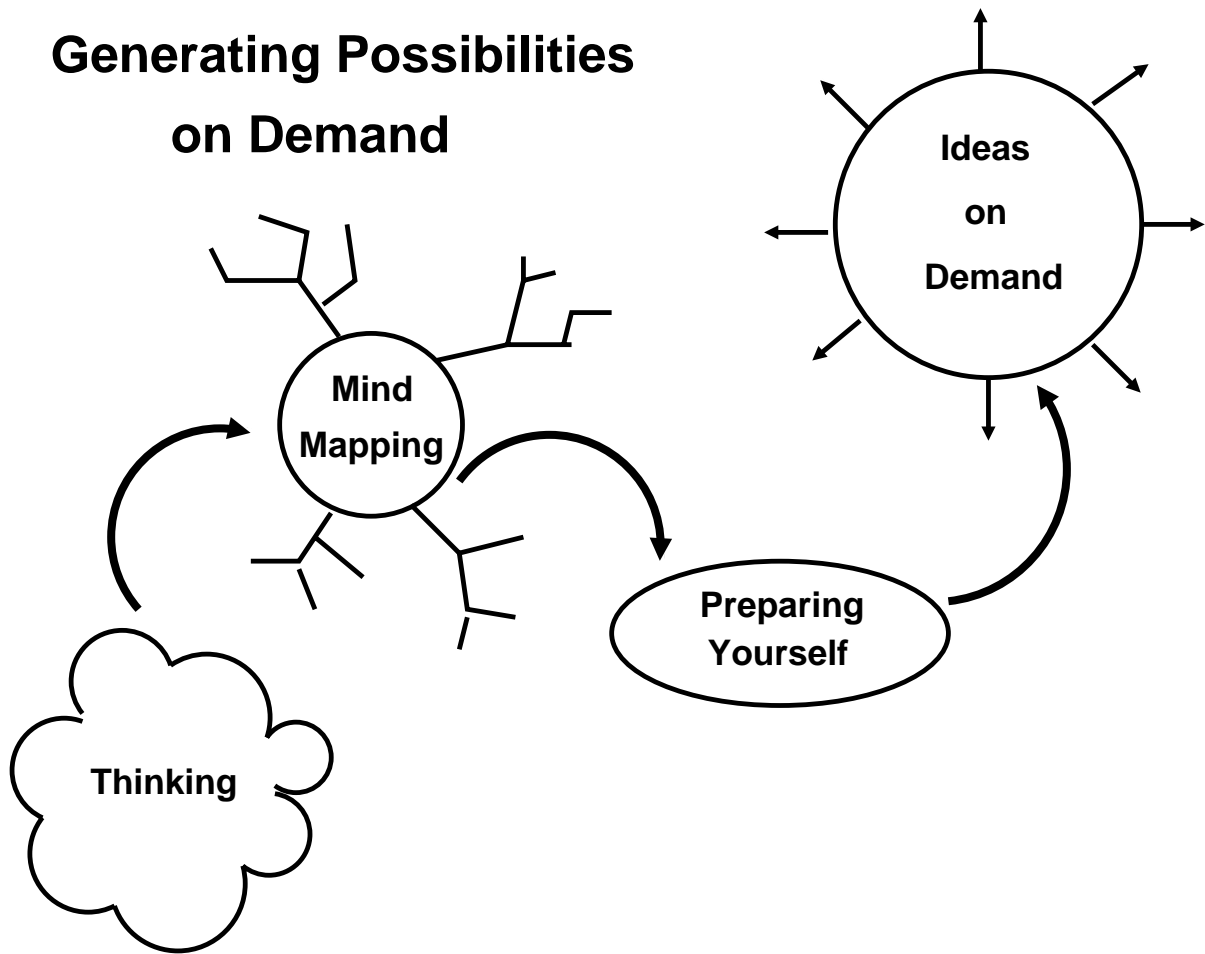 Generating Possibilities
on Demand
Ideas
on
Demand
Mind
Mapping
Preparing
Yourself
Thinking